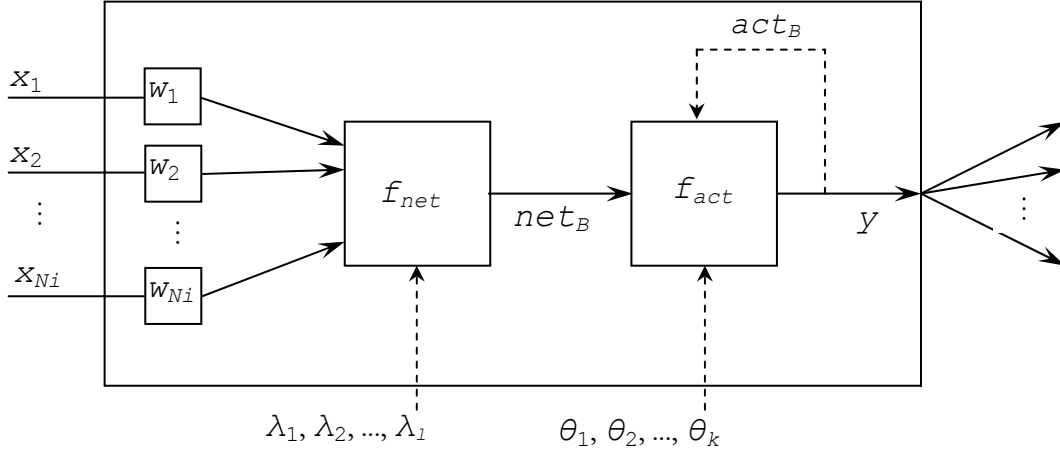 act_B
x_1
w_1
x_2
w_2
f_net
f_act
net_B
y
⋮
⋮
⋮
x_Ni
w_Ni
λ_1, λ_2, ..., λ_l
θ_1, θ_2, ..., θ_k